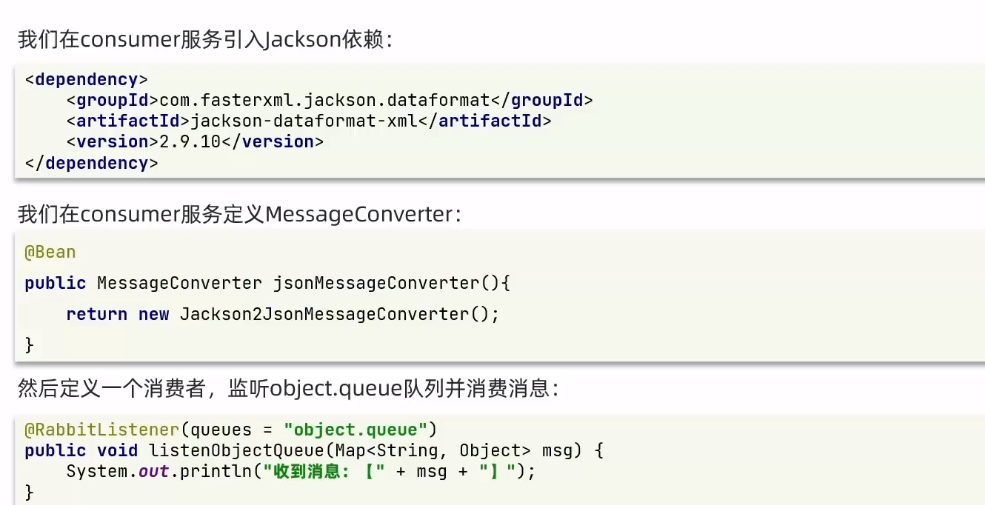 我们在consumer服务引入Jackson依赖：
<dependency>
    <groupId>com.fasterxml.jackson.dataformat</groupId>
    <artifactId>jackson-dataformat-xml</artifactId>
    <version>2.9.10</version>
</dependency>
我们在consumer服务定义MessageConverter：
@Bean
public MessageConverter jsonMessageConverter(){
    return new Jackson2JsonMessageConverter();
}
然后定义一个消费者，监听object.queue队列并消费消息：
@RabbitListener(queues = "object.queue")
public void listenObjectQueue(Map<String, Object> msg) {
    System.out.println("收到消息：【" + msg + "】");
}